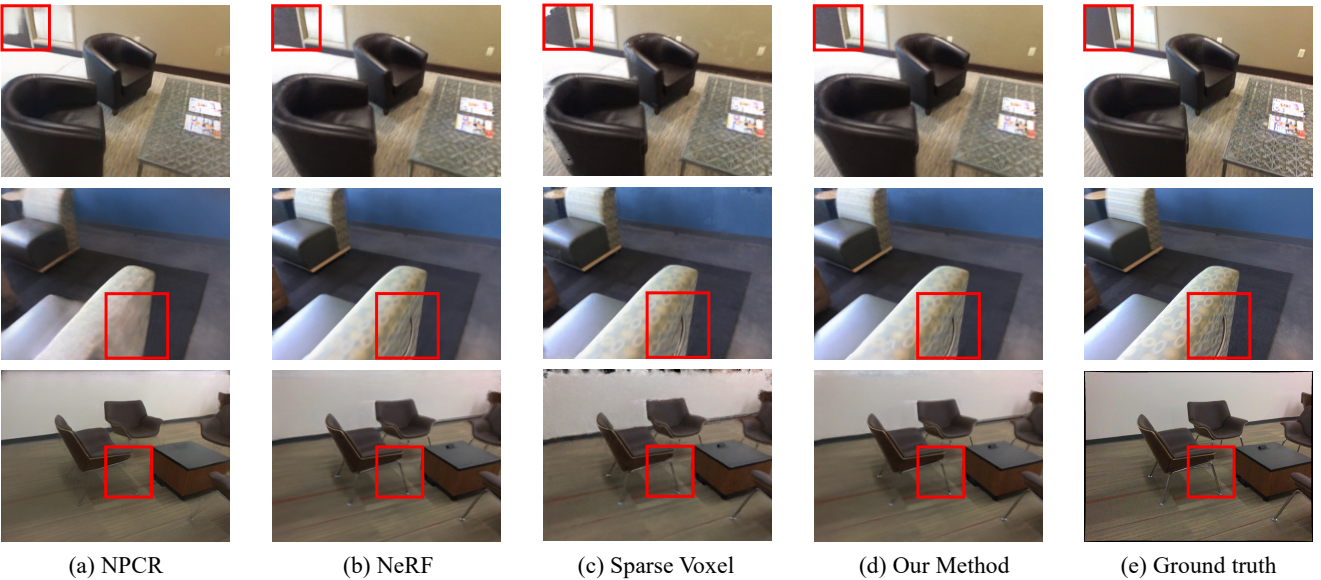 (a) NPCR
(b) NeRF
(c) Sparse Voxel
(d) Our Method
(e) Ground truth